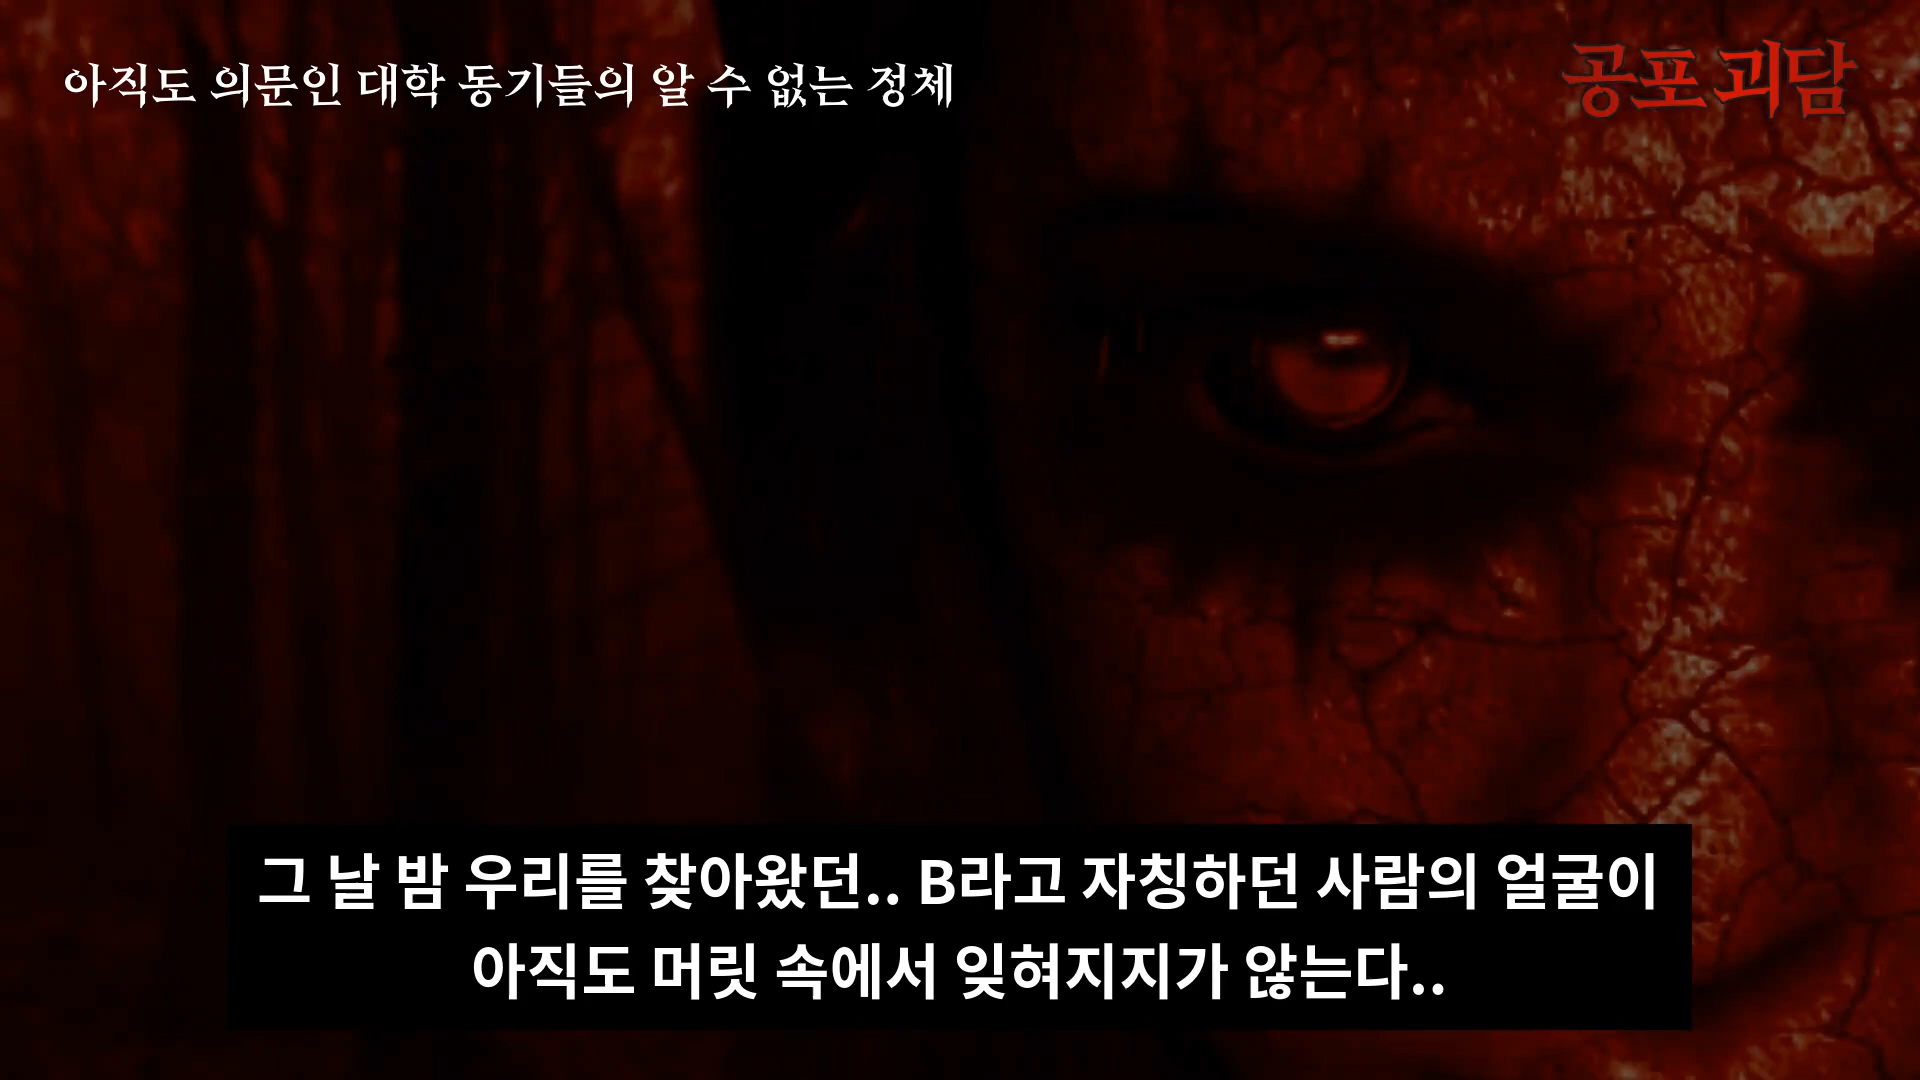 아직도 의문인 대학 동기들의 알 수 없는 정체
공포 괴담
그 날 밤 우리를 찾아왔던.. B라고 자칭하던 사람의 얼굴이
아직도 머릿 속에서 잊혀지지가 않는다..